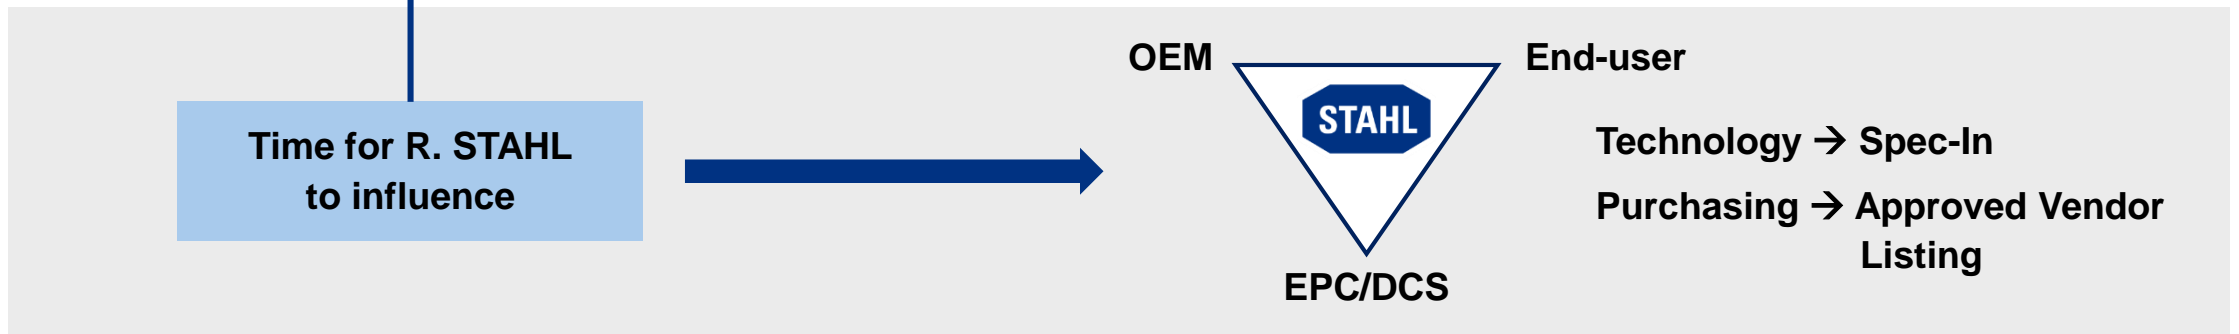 Time for R. STAHL
to influence
OEM
End-user
STAHL
EPC/DCS
Technology → Spec-In
Purchasing → Approved Vendor
Listing